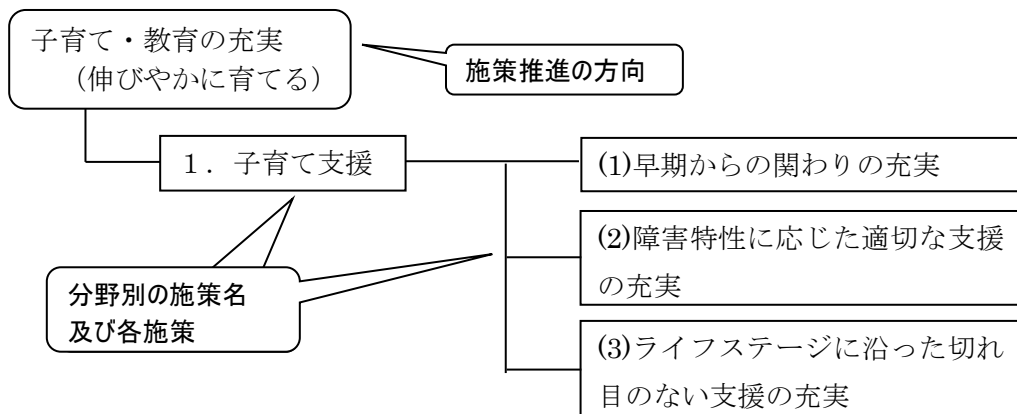 子育て・教育の充実
（伸びやかに育てる）
施策推進の方向
１．子育て支援
(1)早期からの関わりの充実
(2)障害特性に応じた適切な支援
の充実
分野別の施策名
及び各施策
(3)ライフステージに沿った切れ
目のない支援の充実